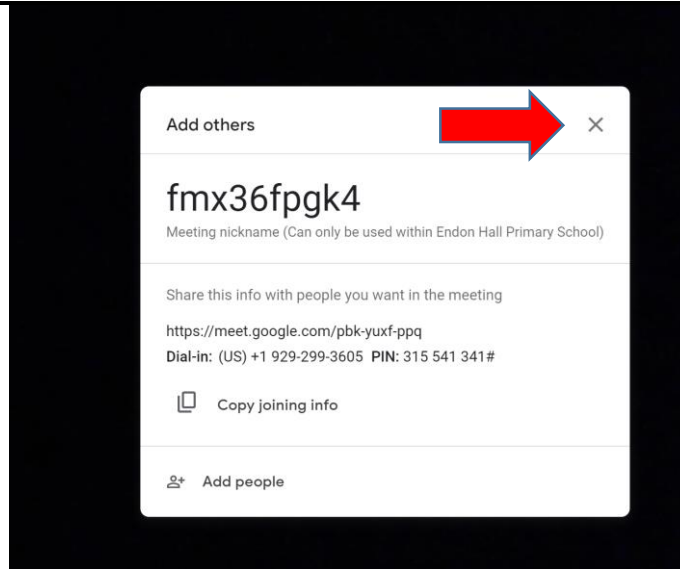 Add others
fmx36fpgk4
Meeting nickname (Can only be used within Endon Hall Primary School)
Share this info with people you want in the meeting
https://meet.google.com/pbk-yuxf-ppq
Dial-in: (US) +1 929-299-3605 PIN: 315 541 341#
Copy joining info
Add people